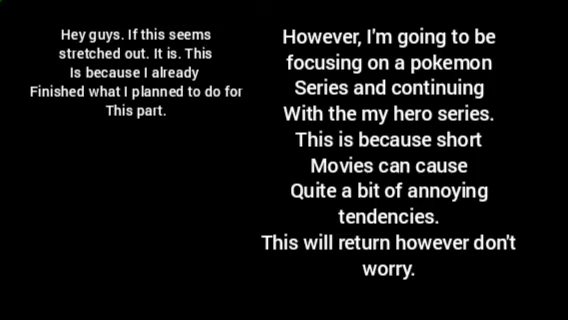 Hey guys. If this seems
stretched out. It is. This
Is because I already
Finished what I planned to do for
This part.
However, I'm going to be
focusing on a pokemon
Series and continuing
With the my hero series.
This is because short
Movies can cause
Quite a bit of annoying
tendencies.
This will return however don't
worry.